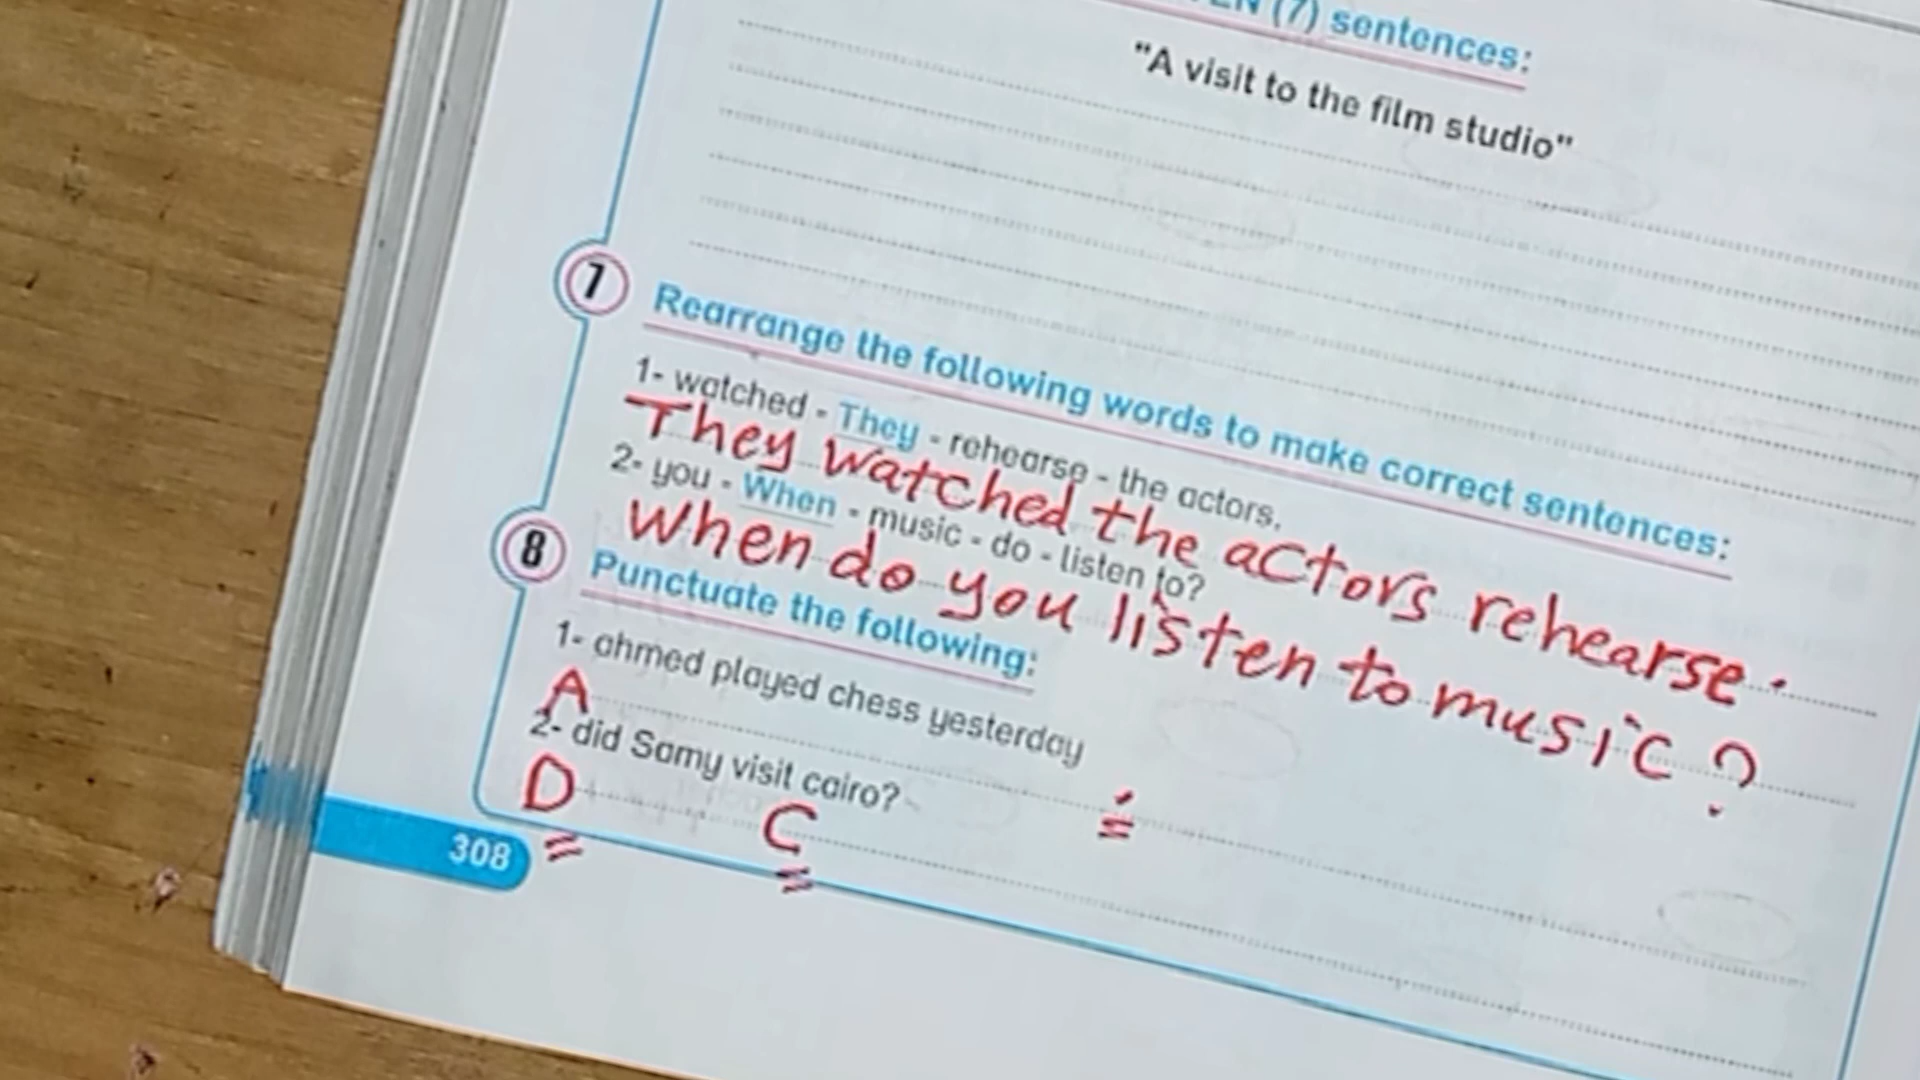 (7) sentences:
"A visit to the film studio"
7 Rearrange the following words to make correct sentences:
1- watched - They - rehearse - the actors.
They watched the actors rehearse.
2- you - When - music - do - listen to?
When do you listen to music?
8 Punctuate the following:
1- ahmed played chess yesterday
A .
2- did Samy visit cairo?
D C
308